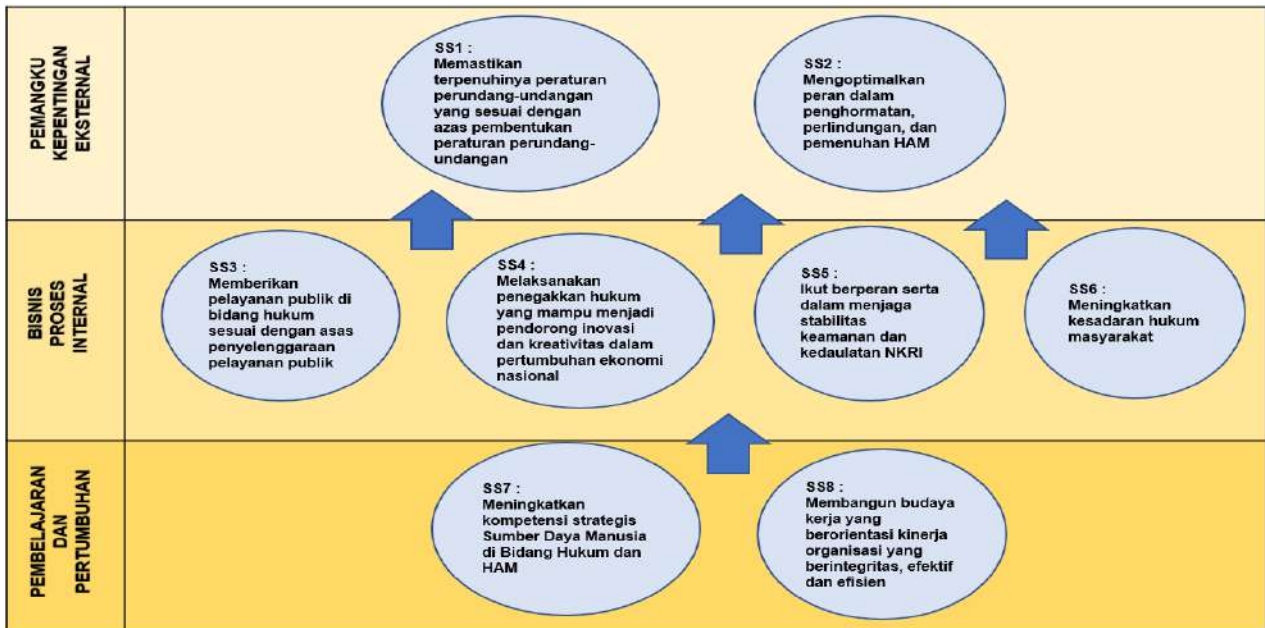 PEMANGKU
KEPENTINGAN
EKSTERNAL
SS1 :
Memastikan
terpenuhinya peraturan
perundang-undangan
yang sesuai dengan
azas pembentukan
peraturan perundang-
undangan
SS2 :
Mengoptimalkan
peran dalam
penghormatan,
perlindungan, dan
pemenuhan HAM
BISNIS
PROSES
INTERNAL
SS3 :
Memberikan
pelayanan publik di
bidang hukum
sesuai dengan asas
penyelenggaraan
pelayanan publik
SS4 :
Melaksanakan
penegakkan hukum
yang mampu menjadi
pendorong inovasi
dan kreativitas dalam
pertumbuhan ekonomi
nasional
SS5 :
Ikut berperan serta
dalam menjaga
stabilitas
keamanan dan
kedaulatan NKRI
SS6 :
Meningkatkan
kesadaran hukum
masyarakat
PEMBELAJARAN
DAN
PERTUMBUHAN
SS7 :
Meningkatkan
kompetensi strategis
Sumber Daya Manusia
di Bidang Hukum dan
HAM
SS8 :
Membangun budaya
kerja yang
berorientasi kinerja
organisasi yang
berintegritas, efektif
dan efisien